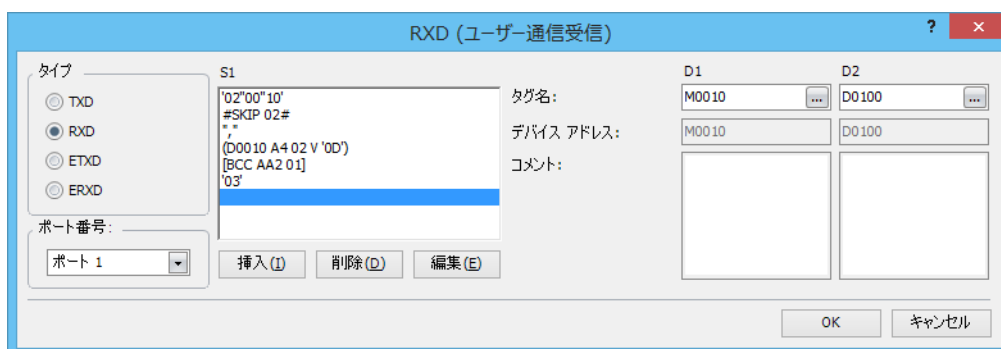 RXD (ユーザー通信受信)
? ×
タイプ
TXD
RXD
ETXD
ERXD
ポート番号:
ポート 1
S1
'02''00''10'
#SKIP 02#
","
(D0010 A4 02 V '0D')
[BCC AA2 01]
'03'
挿入(I) 削除(D) 編集(E)
D1 D2
タグ名: M0010 ... D0100 ...
デバイス アドレス: M0010 D0100
コメント:
OK キャンセル